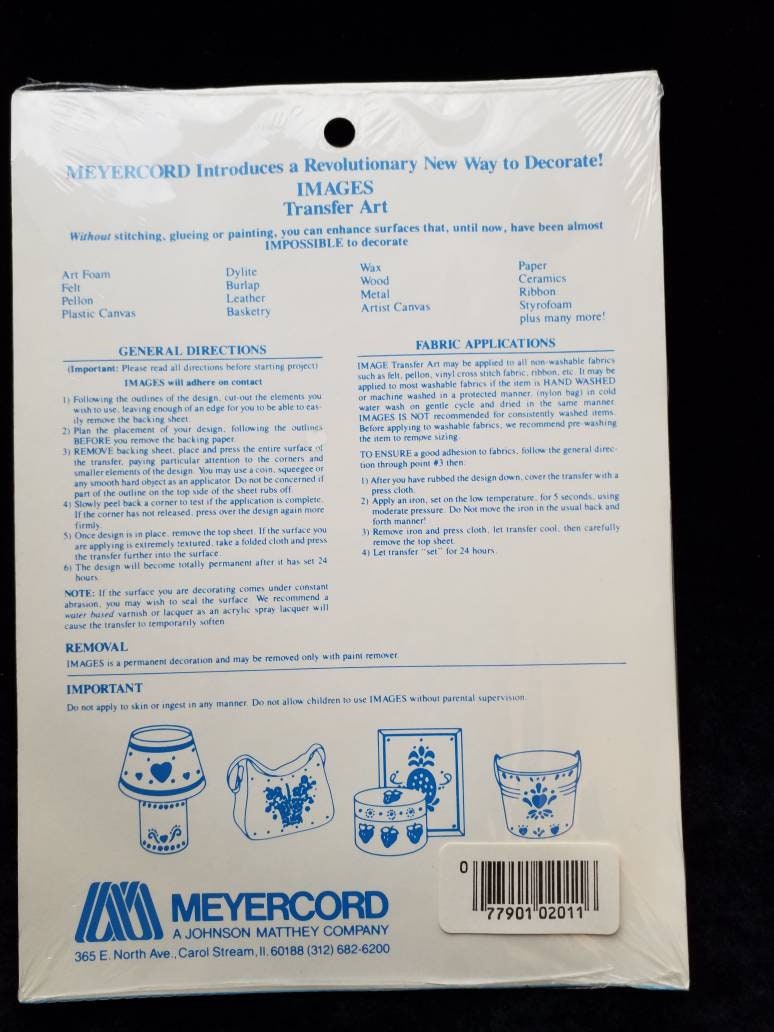 MEYERCORD Introduces a Revolutionary New Way to Decorate!
IMAGES
Transfer Art
Without stitching, glueing or painting, you can enhance surfaces that, until now, have been almost
IMPOSSIBLE to decorate
Art Foam
Felt
Pellon
Plastic Canvas
Dylite
Burlap
Leather
Basketry
Wax
Wood
Metal
Artist Canvas
Paper
Ceramics
Ribbon
Styrofoam
plus many more!
GENERAL DIRECTIONS
(Important: Please read all directions before starting project)
IMAGES will adhere on contact
1) Following the outlines of the design, cut-out the elements you
wish to use, leaving enough of an edge for you to be able to eas-
ily remove the backing sheet.
2) Plan the placement of your design, following the outlines
BEFORE you remove the backing paper.
3) REMOVE backing sheet, place and press the entire surface of
the transfer, paying particular attention to the corners and
smaller elements of the design. You may use a coin, squeegee or
any smooth hard object as an applicator. Do not be concerned if
part of the outline on the top side of the sheet rubs off.
4) Slowly peel back a corner to test if the application is complete.
If the corner has not released, press over the design again more
firmly.
5) Once design is in place, remove the top sheet. If the surface you
are applying is extremely textured, take a folded cloth and press
the transfer further into the surface.
6) The design will become totally permanent after it has set 24
hours.
NOTE: If the surface you are decorating comes under constant
abrasion, you may wish to seal the surface. We recommend a
water based varnish or lacquer as an acrylic spray lacquer will
cause the transfer to temporarily soften.
FABRIC APPLICATIONS
IMAGE Transfer Art may be applied to all non-washable fabrics
such as felt, pellon, vinyl cross stitch fabric, ribbon, etc. It may be
applied to most washable fabrics if the item is HAND WASHED
or machine washed in a protected manner, (nylon bag) in cold
water wash on gentle cycle and dried in the same manner.
IMAGES IS NOT recommended for consistently washed items.
Before applying to washable fabrics, we recommend pre-washing
the item to remove sizing.
TO ENSURE a good adhesion to fabrics, follow the general direc-
tion through point #3 then:
1) After you have rubbed the design down, cover the transfer with a
press cloth.
2) Apply an iron, set on the low temperature, for 5 seconds, using
moderate pressure. Do Not move the iron in the usual back and
forth manner!
3) Remove iron and press cloth, let transfer cool, then carefully
remove the top sheet.
4) Let transfer "set" for 24 hours.
REMOVAL
IMAGES is a permanent decoration and may be removed only with paint remover.
IMPORTANT
Do not apply to skin or ingest in any manner. Do not allow children to use IMAGES without parental supervision.
MEYERCORD
A JOHNSON MATTHEY COMPANY
365 E. North Ave., Carol Stream, Il. 60188 (312) 682-6200
0 77901 02011